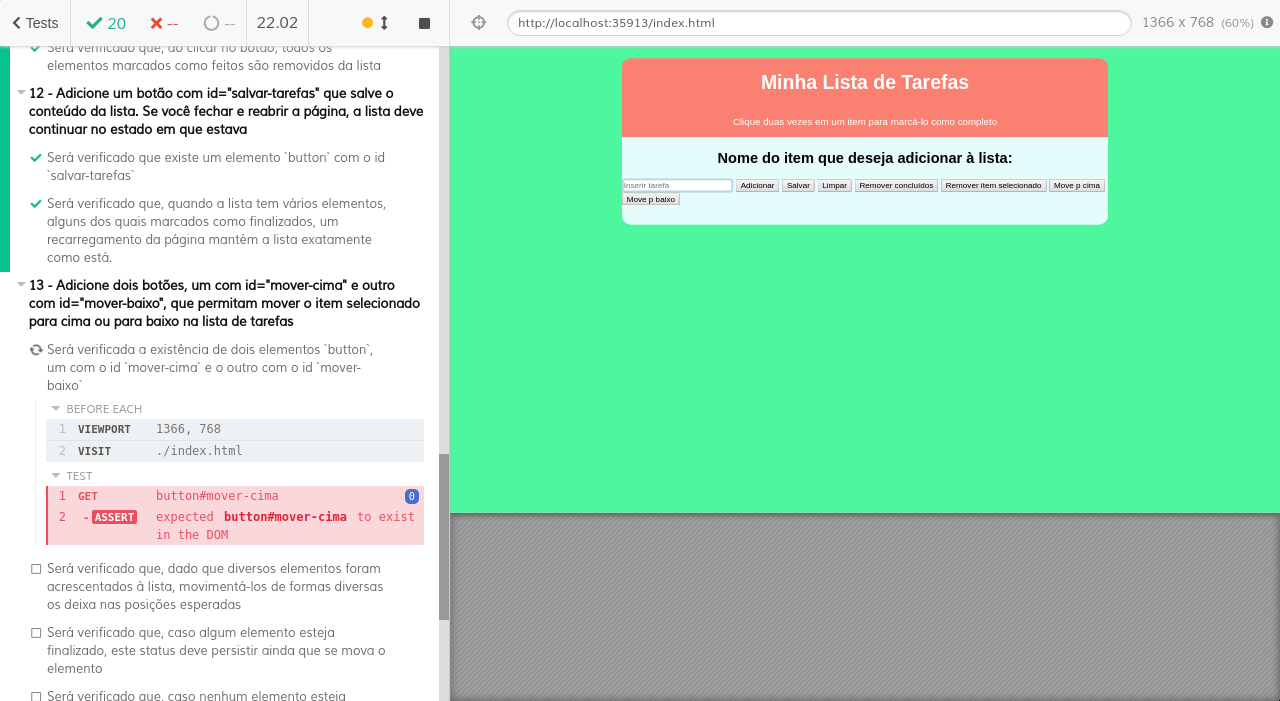 Tests
20
--
--
22.02
http://localhost:35913/index.html
1366 x 768 (60%)
Será verificado que, ao clicar no botão, todos os
elementos marcados como feitos são removidos da lista
12 - Adicione um botão com id="salvar-tarefas" que salve o
conteúdo da lista. Se você fechar e reabrir a página, a lista deve
continuar no estado em que estava
Será verificado que existe um elemento `button` com o id
`salvar-tarefas`
Será verificado que, quando a lista tem vários elementos,
alguns dos quais marcados como finalizados, um
recarregamento da página mantém a lista exatamente
como está.
13 - Adicione dois botões, um com id="mover-cima" e outro
com id="mover-baixo", que permitam mover o item selecionado
para cima ou para baixo na lista de tarefas
Será verificada a existência de dois elementos `button`,
um com o id `mover-cima` e o outro com o id `mover-
baixo`
BEFORE EACH
1 VIEWPORT 1366, 768
2 VISIT ./index.html
TEST
1 GET button#mover-cima 0
2 -ASSERT expected button#mover-cima to exist
in the DOM
Será verificado que, dado que diversos elementos foram
acrescentados à lista, movimentá-los de formas diversas
os deixa nas posições esperadas
Será verificado que, caso algum elemento esteja
finalizado, este status deve persistir ainda que se mova o
elemento
Será verificado que, caso nenhum elemento esteja
Minha Lista de Tarefas
Clique duas vezes em um item para marcá-lo como completo
Nome do item que deseja adicionar à lista:
Inserir tarefa Adicionar Salvar Limpar Remover concluídos Remover item selecionado Move p cima
Move p baixo